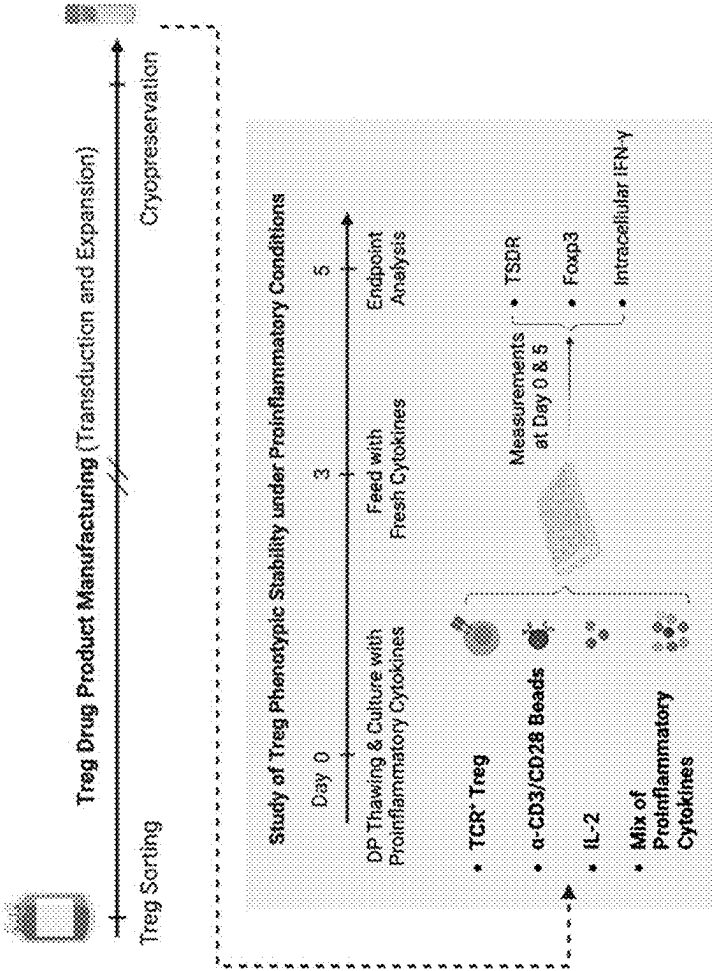 Treg Drug Product Manufacturing (Transduction and Expansion)
Treg Sorting
Cryopreservation
Study of Treg Phenotypic Stability under Proinflammatory Conditions
Day 0
3
5
DP Thawing & Culture with
Proinflammatory Cytokines
Feed with
Fresh Cytokines
Endpoint
Analysis
• TCR⁺ Treg
• α-CD3/CD28 Beads
• IL-2
• Mix of
Proinflammatory
Cytokines
Measurements
at Day 0 & 5
• TSDR
• Foxp3
• Intracellular IFN-γ